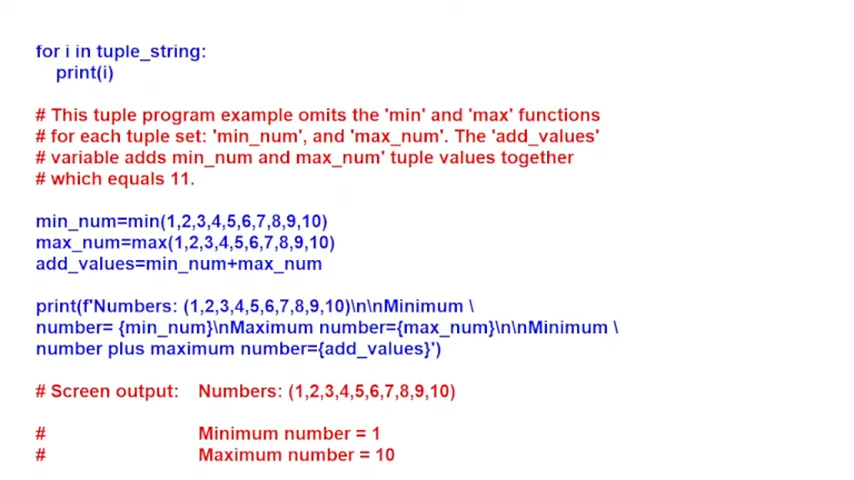 for i in tuple_string:
    print(i)
# This tuple program example omits the 'min' and 'max' functions
# for each tuple set: 'min_num', and 'max_num'. The 'add_values'
# variable adds min_num and max_num' tuple values together
# which equals 11.
min_num=min(1,2,3,4,5,6,7,8,9,10)
max_num=max(1,2,3,4,5,6,7,8,9,10)
add_values=min_num+max_num
print(f'Numbers: (1,2,3,4,5,6,7,8,9,10)\n\nMinimum \
number= {min_num}\nMaximum number={max_num}\n\nMinimum \
number plus maximum number={add_values}')
# Screen output:   Numbers: (1,2,3,4,5,6,7,8,9,10)
#                  Minimum number = 1
#                  Maximum number = 10